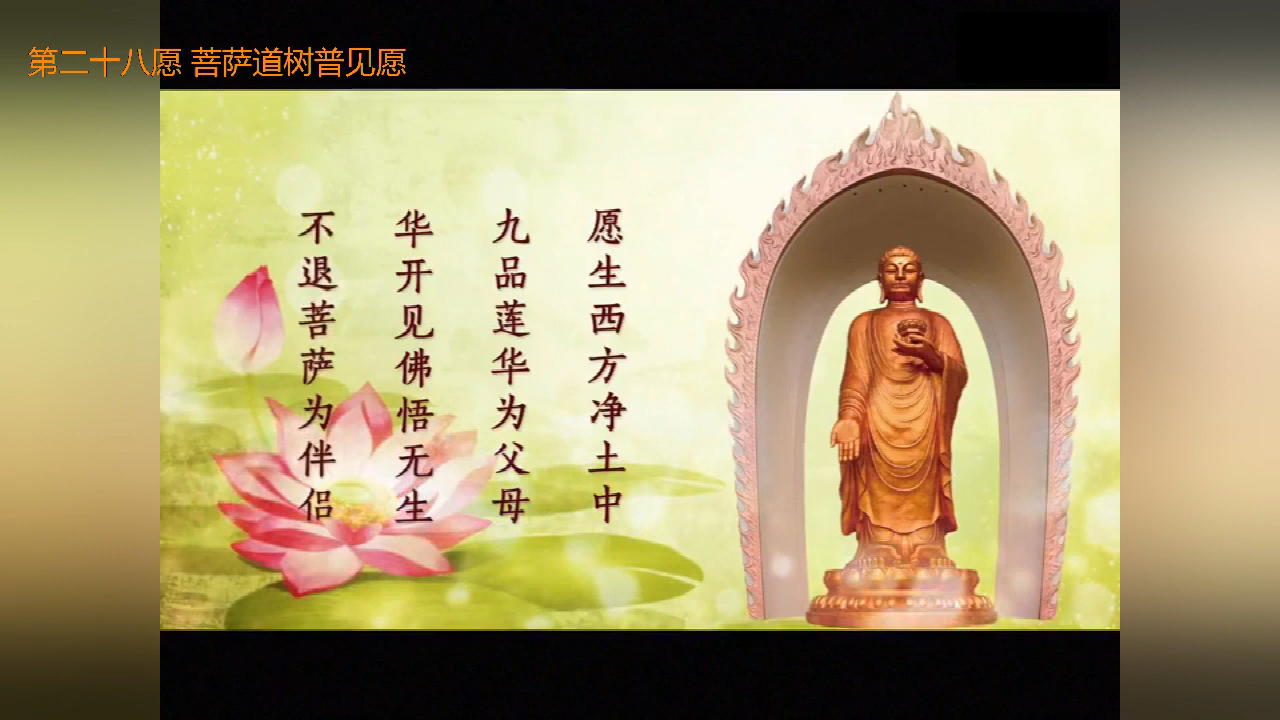 第二十八愿 菩萨道树普见愿
愿生西方净土中
九品莲华为父母
华开见佛悟无生
不退菩萨为伴侣